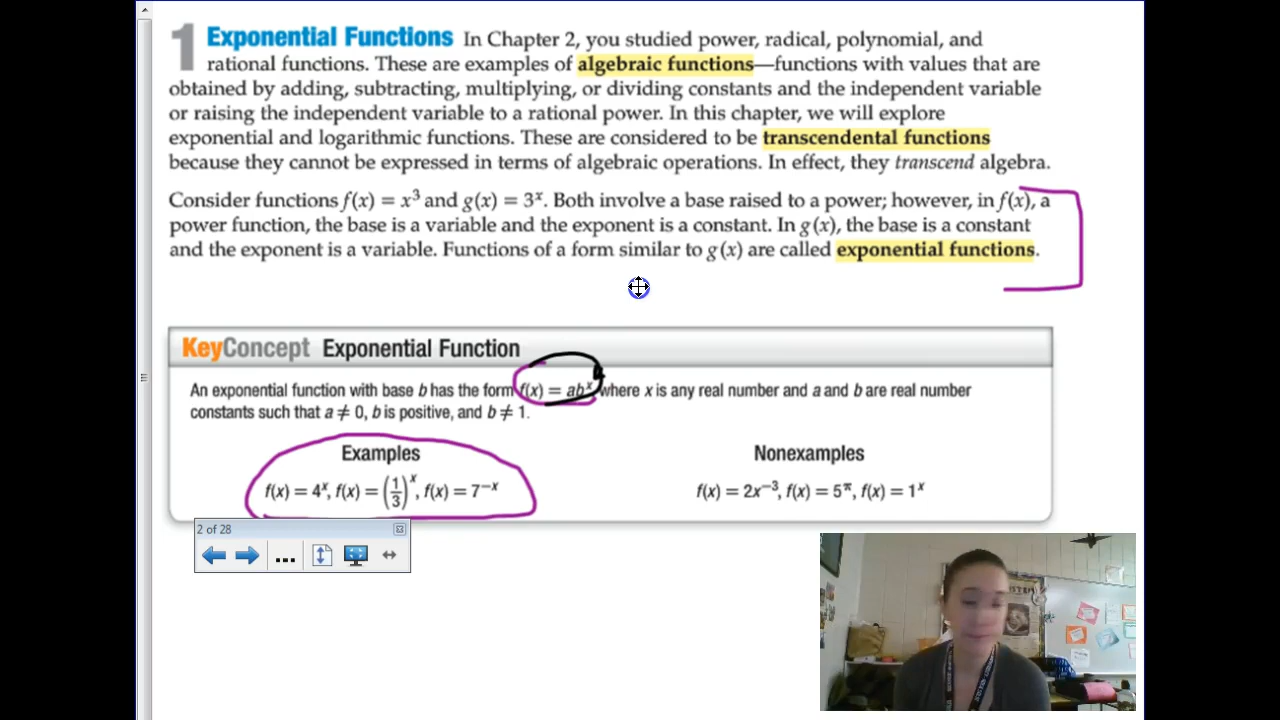 1 Exponential Functions In Chapter 2, you studied power, radical, polynomial, and
rational functions. These are examples of algebraic functions—functions with values that are
obtained by adding, subtracting, multiplying, or dividing constants and the independent variable
or raising the independent variable to a rational power. In this chapter, we will explore
exponential and logarithmic functions. These are considered to be transcendental functions
because they cannot be expressed in terms of algebraic operations. In effect, they transcend algebra.
Consider functions f(x) = x³ and g(x) = 3ˣ. Both involve a base raised to a power; however, in f(x), a
power function, the base is a variable and the exponent is a constant. In g(x), the base is a constant
and the exponent is a variable. Functions of a form similar to g(x) are called exponential functions.
KeyConcept Exponential Function
An exponential function with base b has the form f(x) = abˣ, where x is any real number and a and b are real number
constants such that a ≠ 0, b is positive, and b ≠ 1.
Examples
f(x) = 4ˣ, f(x) = (1/3)ˣ, f(x) = 7⁻ˣ
Nonexamples
f(x) = 2x⁻³, f(x) = 5^π, f(x) = 1ˣ
2 of 28